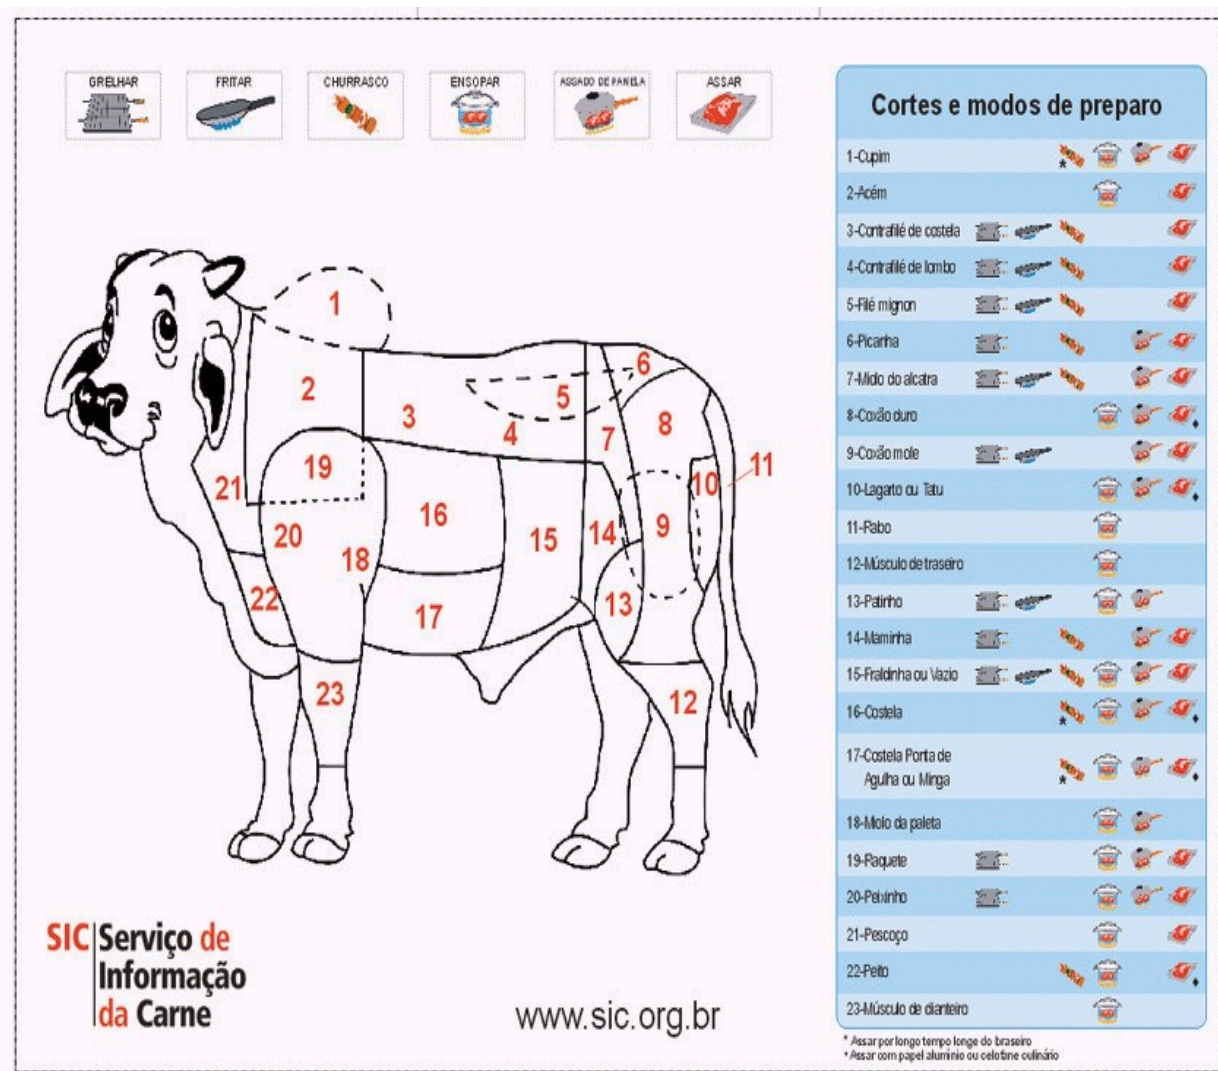 GRELHAR
FRITAR
CHURRASCO
ENSOPAR
ASSADO DE PANELA
ASSAR
Cortes e modos de preparo
1-Cupim
*
2-Acém
3-Contrafilé de costela
4-Contrafilé de lombo
5-Filé mignon
6-Picanha
7-Miolo do alcatra
8-Coxão duro
9-Coxão mole
10-Lagarto ou Tatu
11-Rabo
12-Músculo de traseiro
13-Patinho
14-Maminha
15-Fraldinha ou Vazio
16-Costela
*
17-Costela Ponta de
Agulha ou Minga
*
18-Miolo da paleta
19-Raquete
20-Peixinho
21-Pescoço
22-Peito
23-Músculo de dianteiro
* Assar por longo tempo longe do braseiro
♦ Assar com papel alumínio ou celofane culinário
1
2
3
4
5
6
7
8
9
10
11
12
13
14
15
16
17
18
19
20
21
22
23
SIC Serviço de
Informação
da Carne
www.sic.org.br